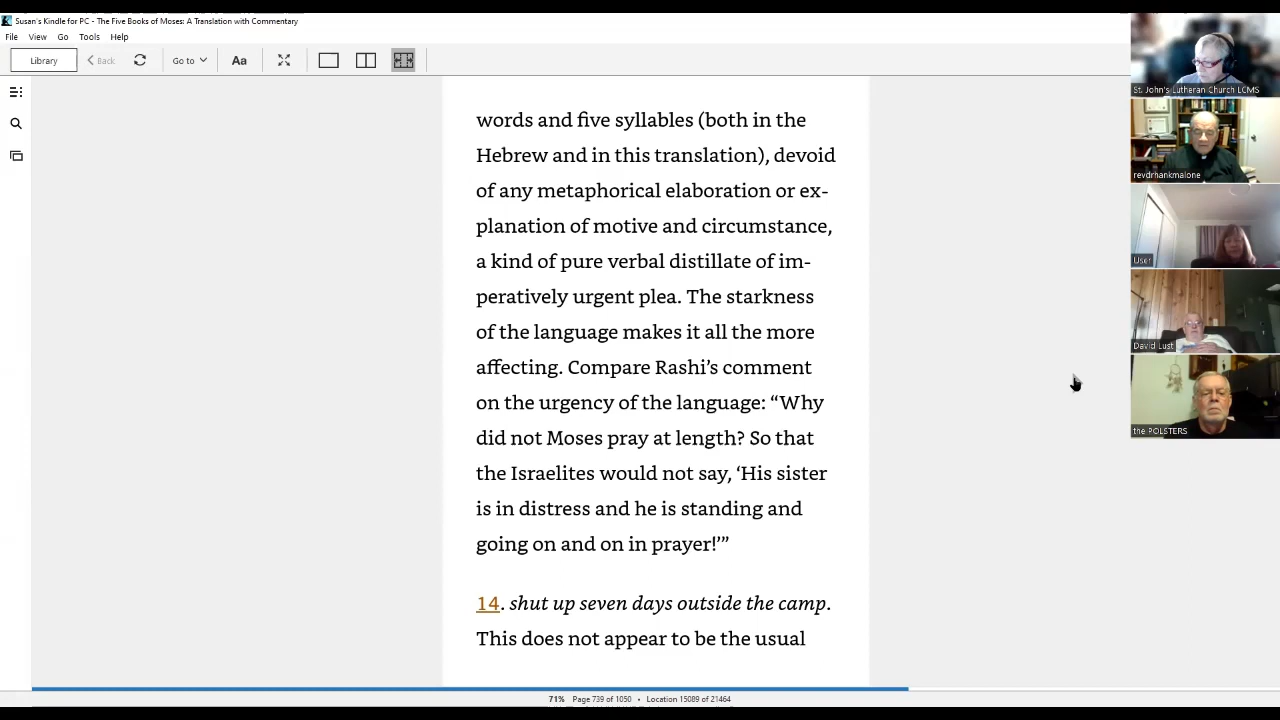 Susan's Kindle for PC - The Five Books of Moses: A Translation with Commentary
File View Go Tools Help
Library Back Go to Aa
words and five syllables (both in the
Hebrew and in this translation), devoid
of any metaphorical elaboration or ex-
planation of motive and circumstance,
a kind of pure verbal distillate of im-
peratively urgent plea. The starkness
of the language makes it all the more
affecting. Compare Rashi’s comment
on the urgency of the language: “Why
did not Moses pray at length? So that
the Israelites would not say, ‘His sister
is in distress and he is standing and
going on and on in prayer!’”
14. shut up seven days outside the camp.
This does not appear to be the usual
71% Page 739 of 1050 • Location 15089 of 21464
St. John's Lutheran Church LCMS
revdrhankmalone
User
David Lust
the POLSTERS